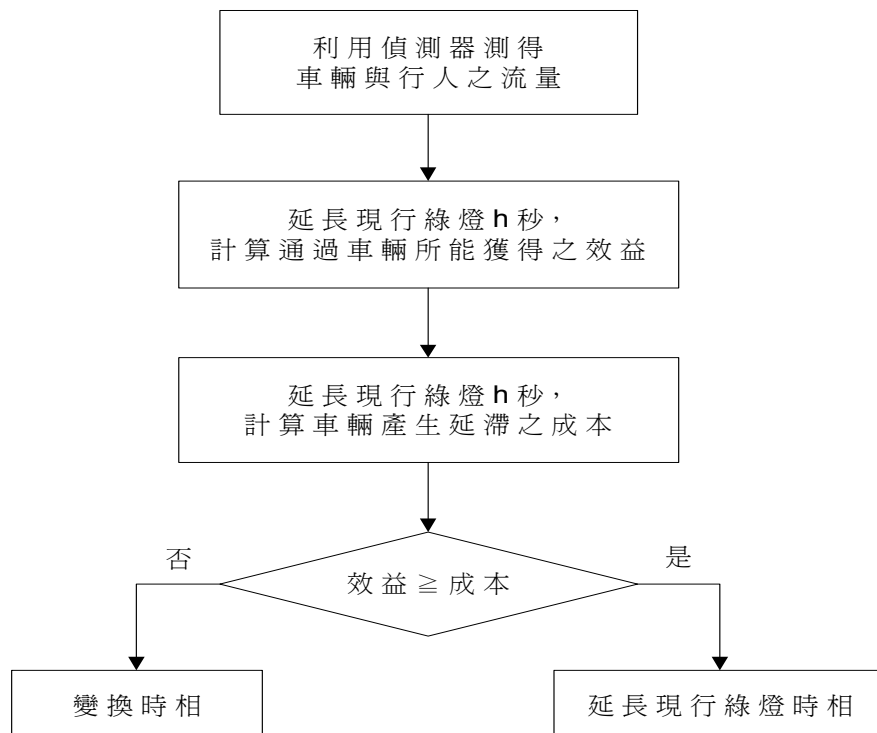 利用偵測器測得
車輛與行人之流量
延長現行綠燈h秒，
計算通過車輛所能獲得之效益
延長現行綠燈h秒，
計算車輛產生延滯之成本
否
是
效益≧成本
變換時相
延長現行綠燈時相